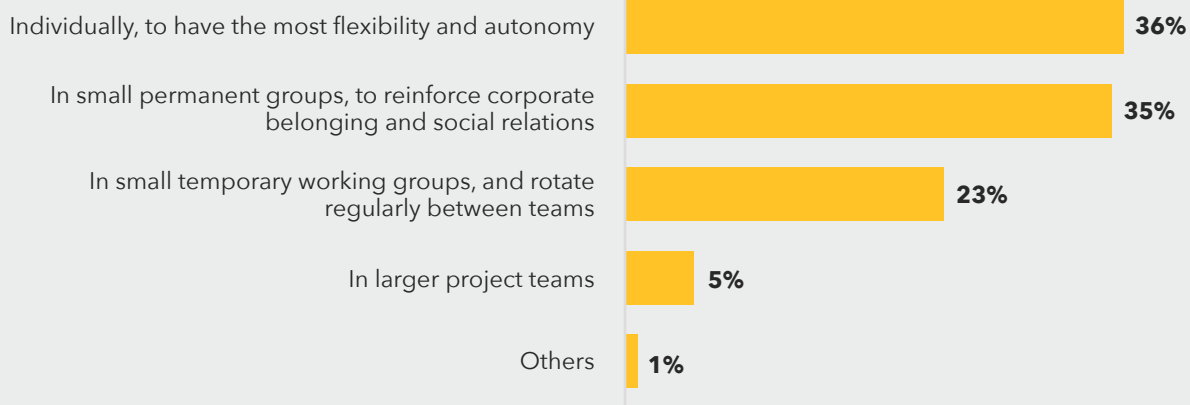 Individually, to have the most flexibility and autonomy
36%
In small permanent groups, to reinforce corporate
belonging and social relations
35%
In small temporary working groups, and rotate
regularly between teams
23%
In larger project teams
5%
Others
1%